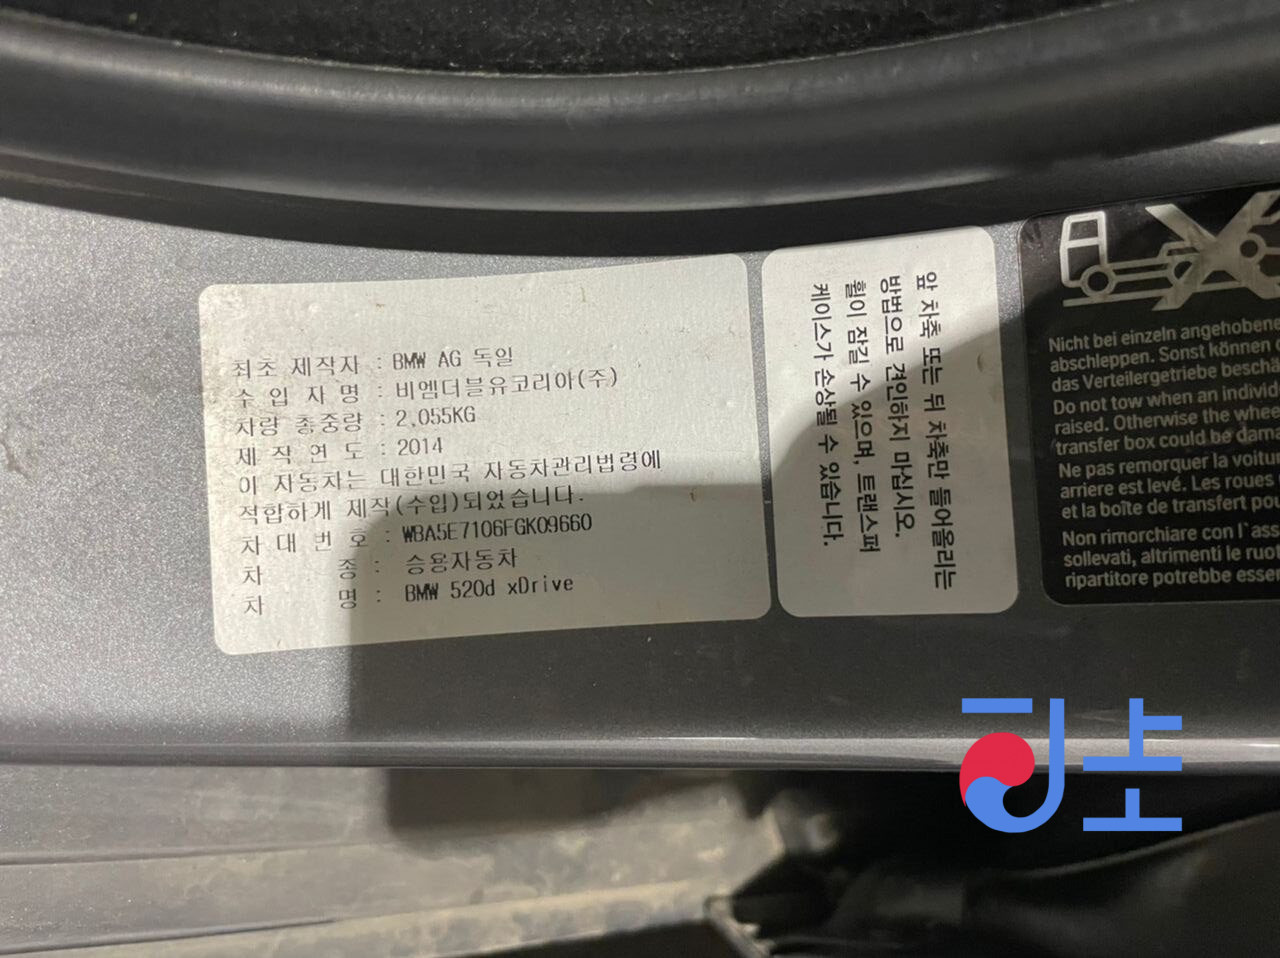 최초 제작자 : BMW AG 독일
수 입 자 명 : 비엠더블유코리아(주)
차량 총중량 : 2,055KG
제 작 연 도 : 2014
이 자동차는 대한민국 자동차관리법령에
적합하게 제작(수입)되었습니다.
차 대 번 호 : WBA5E7106FGK09660
차 종 : 승용자동차
차 명 : BMW 520d xDrive
앞 차축 또는 뒤 차축만 들어올리는
방법으로 견인하지 마십시오.
휠이 잠길 수 있으며, 트랜스퍼
케이스가 손상될 수 있습니다.
Nicht bei einzeln angehobene
abschleppen. Sonst können
das Verteilergetriebe beschä
Do not tow when an individ
raised. Otherwise the whee
transfer box could be dama
Ne pas remorquer la voitur
arriere est levé. Les roues
et la boîte de transfert po
Non rimorchiare con l`ass
sollevati, altrimenti le ruo
ripartitore potrebbe esser